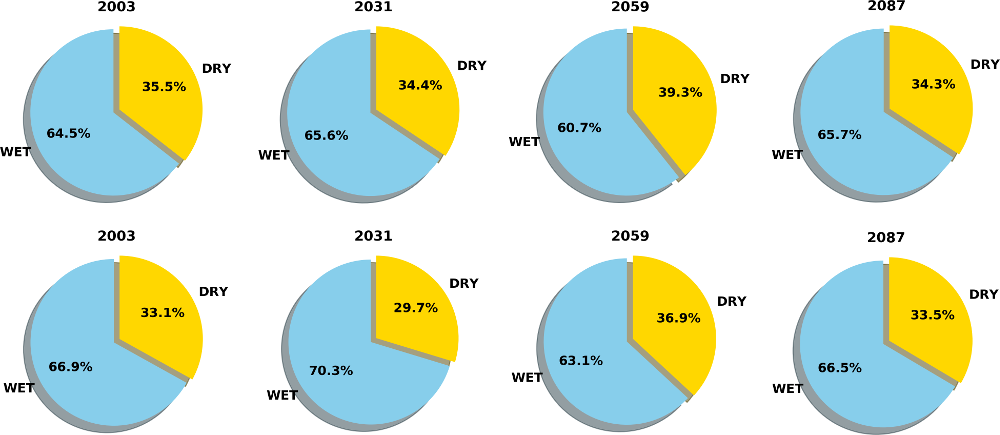 2003 2031 2059 2087
DRY DRY DRY DRY
35.5% 34.4% 39.3% 34.3%
64.5% 65.6% 60.7% 65.7%
WET WET WET WET
2003 2031 2059 2087
DRY DRY DRY DRY
33.1% 29.7% 36.9% 33.5%
66.9% 70.3% 63.1% 66.5%
WET WET WET WET